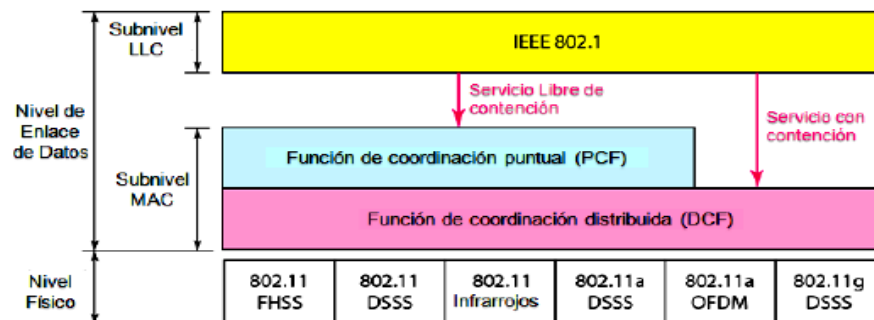 Subnivel
LLC
IEEE 802.1
Servicio Libre de
contención
Servicio con
contención
Nivel de
Enlace
de Datos
Subnivel
MAC
Función de coordinación puntual (PCF)
Función de coordinación distribuida (DCF)
Nivel
Físico
802.11
FHSS
802.11
DSSS
802.11
Infrarrojos
802.11a
DSSS
802.11a
OFDM
802.11g
DSSS